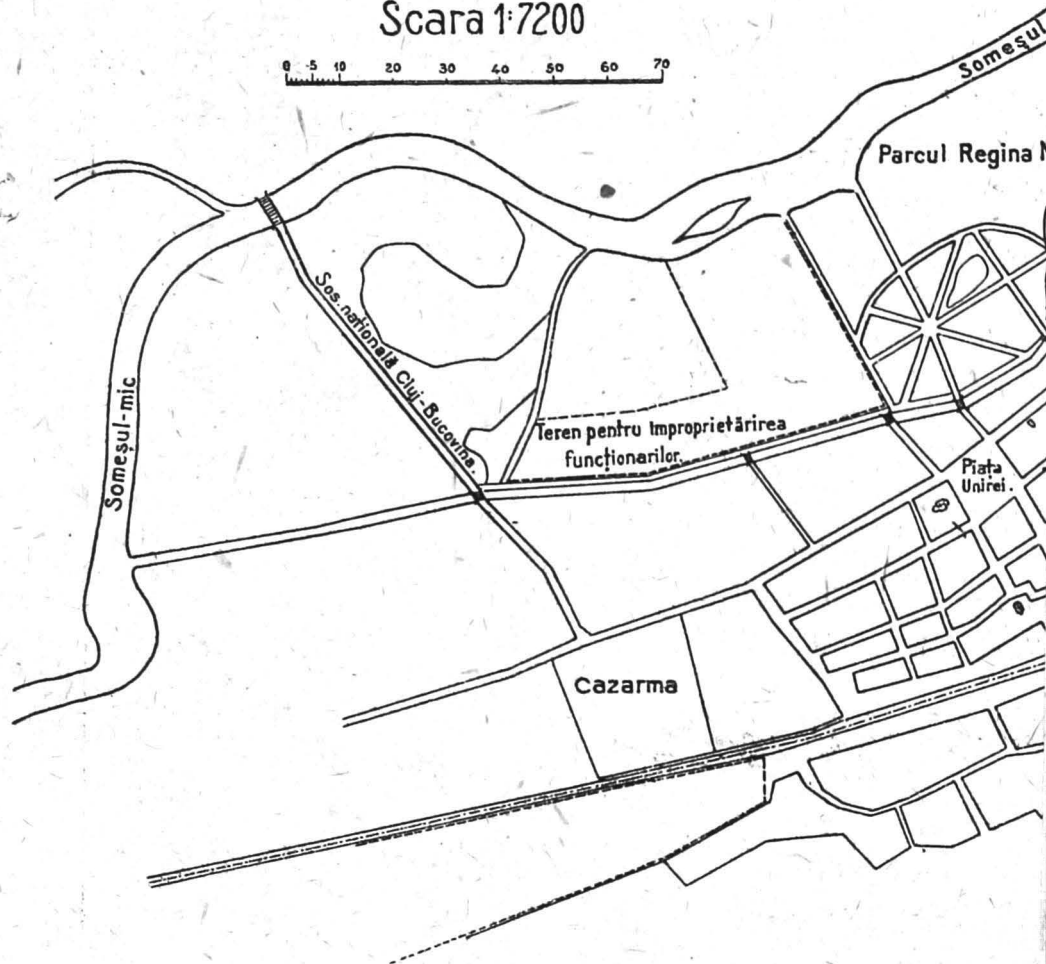 Scara 1:7200
0 5 10 20 30 40 50 60 70
Someşul
Parcul Regina
Şos. naţională Cluj-Bucovina.
Someşul-mic
Teren pentru împroprietărirea
funcţionarilor.
Piaţa
Unirei.
Cazarma